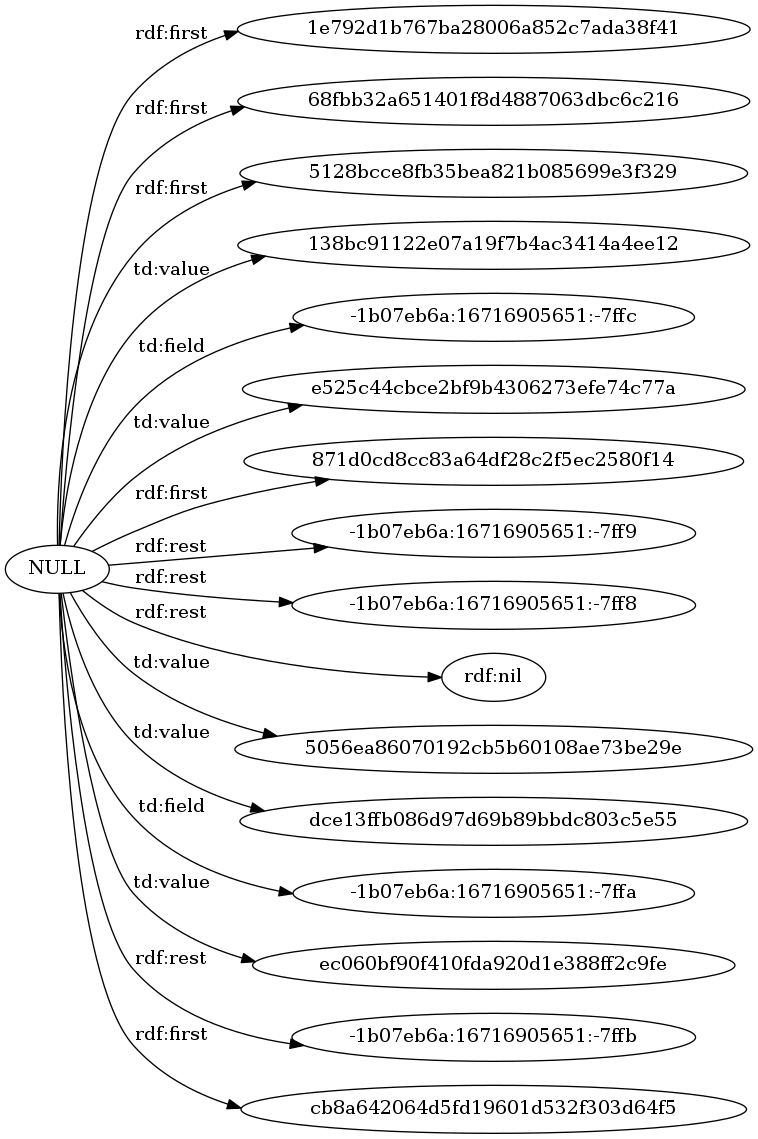 rdf:first
1e792d1b767ba28006a852c7ada38f41
rdf:first
68fbb32a651401f8d4887063dbc6c216
rdf:first
5128bcce8fb35bea821b085699e3f329
td:value
138bc91122e07a19f7b4ac3414a4ee12
td:field
-1b07eb6a:16716905651:-7ffc
td:value
e525c44cbce2bf9b4306273efe74c77a
rdf:first
871d0cd8cc83a64df28c2f5ec2580f14
rdf:rest
-1b07eb6a:16716905651:-7ff9
NULL
rdf:rest
-1b07eb6a:16716905651:-7ff8
rdf:rest
rdf:nil
td:value
5056ea86070192cb5b60108ae73be29e
td:value
dce13ffb086d97d69b89bbdc803c5e55
td:field
-1b07eb6a:16716905651:-7ffa
td:value
ec060bf90f410fda920d1e388ff2c9fe
rdf:rest
-1b07eb6a:16716905651:-7ffb
rdf:first
cb8a642064d5fd19601d532f303d64f5